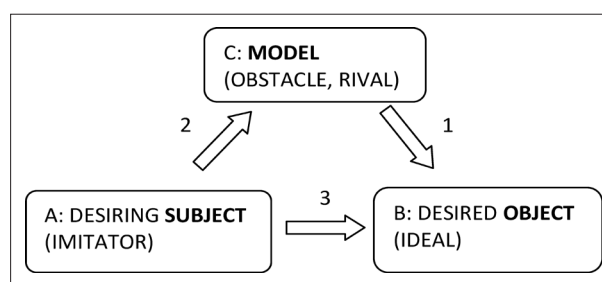 C: MODEL
(OBSTACLE, RIVAL)
2
1
A: DESIRING SUBJECT
(IMITATOR)
3
B: DESIRED OBJECT
(IDEAL)